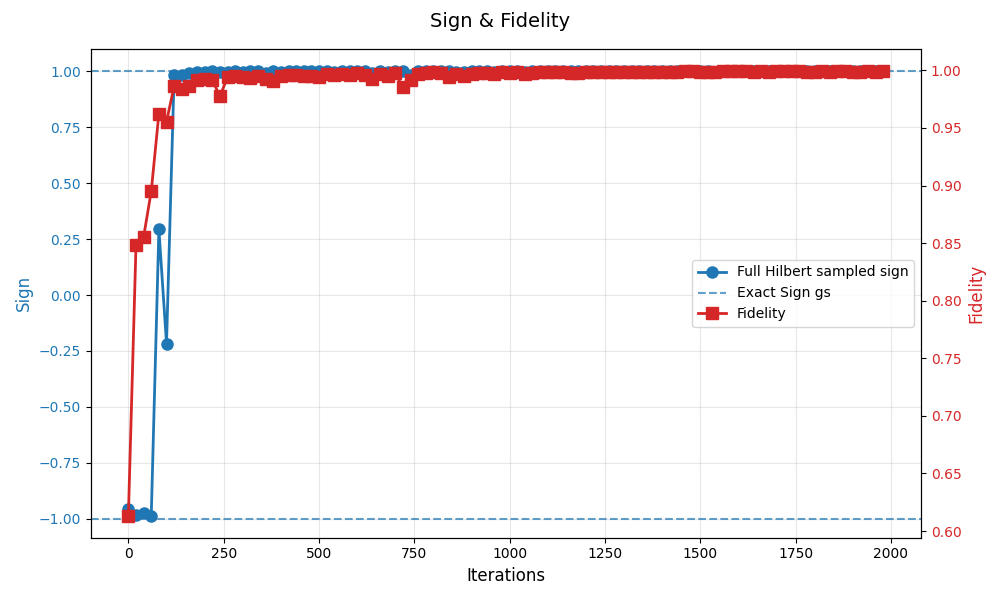 Sign & Fidelity
1.00
0.75
0.50
0.25
0.00
−0.25
−0.50
−0.75
−1.00
Sign
1.00
0.95
0.90
0.85
0.80
0.75
0.70
0.65
0.60
Fidelity
Full Hilbert sampled sign
Exact Sign gs
Fidelity
0 250 500 750 1000 1250 1500 1750 2000
Iterations